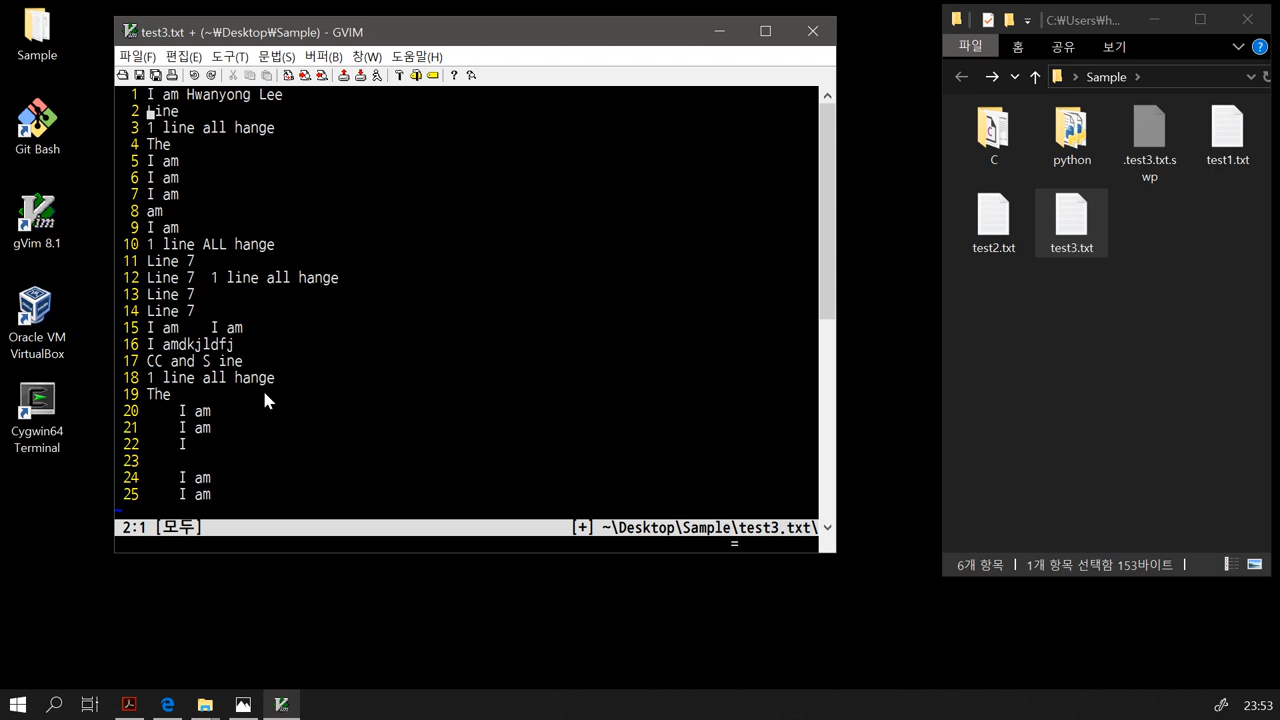 Sample
Git Bash
gVim 8.1
Oracle VM
VirtualBox
Cygwin64
Terminal
test3.txt + (~₩Desktop₩Sample) - GVIM
파일(F) 편집(E) 도구(T) 문법(S) 버퍼(B) 창(W) 도움말(H)
1 I am Hwanyong Lee
2 ine
3 1 line all hange
4 The
5 I am
6 I am
7 I am
8 am
9 I am
10 1 line ALL hange
11 Line 7
12 Line 7 1 line all hange
13 Line 7
14 Line 7
15 I am I am
16 I amdkjldfj
17 CC and S ine
18 1 line all hange
19 The
20 I am
21 I am
22 I
23
24 I am
25 I am
~
2:1 [모두] [+] ~\Desktop\Sample\test3.txt\
=
C:₩Users₩h...
파일 홈 공유 보기
Sample
C
python
.test3.txt.s
wp
test1.txt
test2.txt
test3.txt
6개 항목 1개 항목 선택함 153바이트
23:53